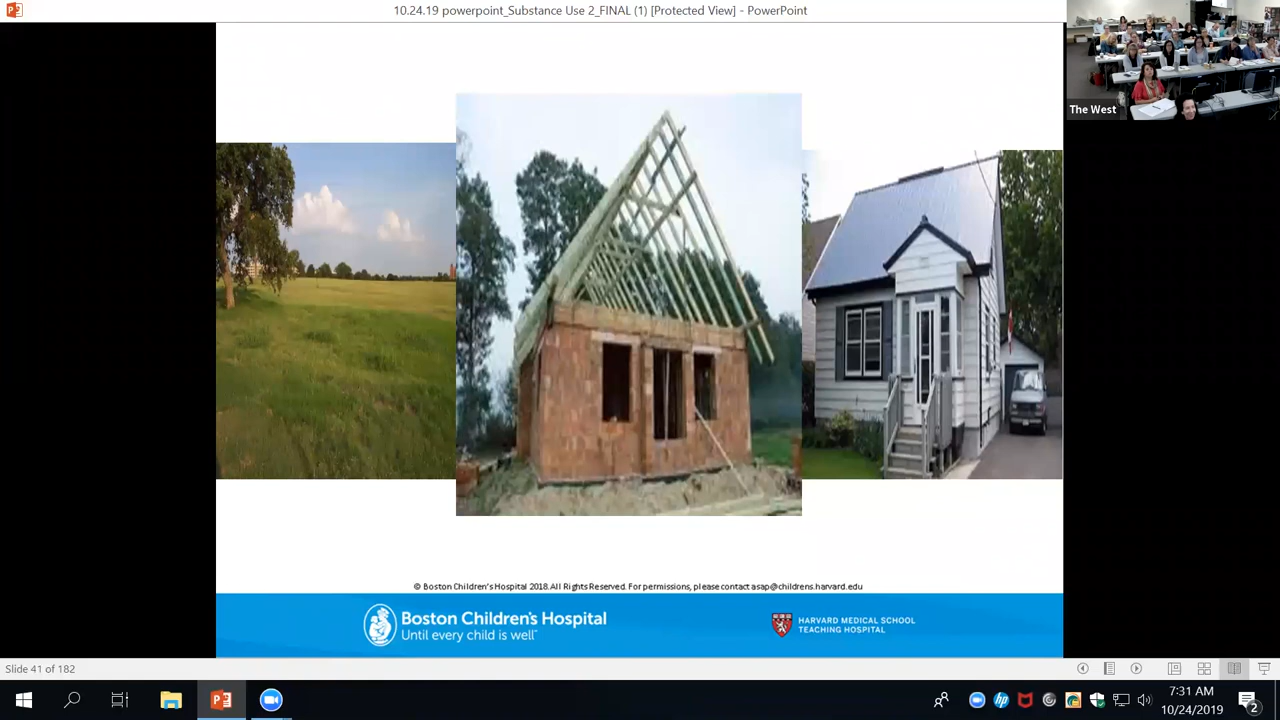 10.24.19 powerpoint_Substance Use 2_FINAL (1) [Protected View] - PowerPoint
The West
© Boston Children's Hospital 2018.All Rights Reserved. For permissions, please contact asap@childrens.harvard.edu
Boston Children's Hospital
Until every child is well™
HARVARD MEDICAL SCHOOL
TEACHING HOSPITAL
Slide 41 of 182
7:31 AM
10/24/2019
2